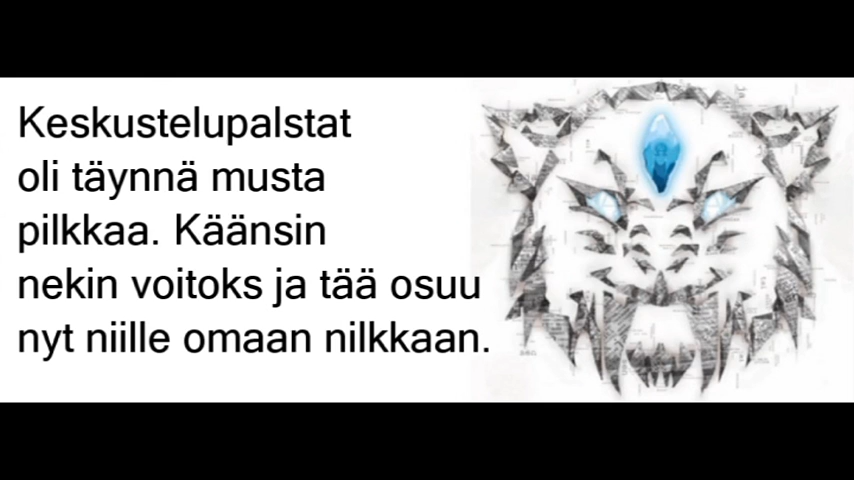 Keskustelupalstat
oli täynnä musta
pilkkaa. Käänsin
nekin voitoks ja tää osuu
nyt niille omaan nilkkaan.